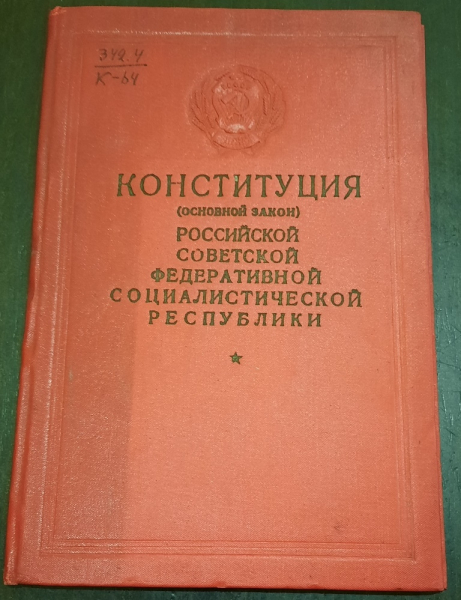 342.4
К-64
КОНСТИТУЦИЯ
(ОСНОВНОЙ ЗАКОН)
РОССИЙСКОЙ
СОВЕТСКОЙ
ФЕДЕРАТИВНОЙ
СОЦИАЛИСТИЧЕСКОЙ
РЕСПУБЛИКИ